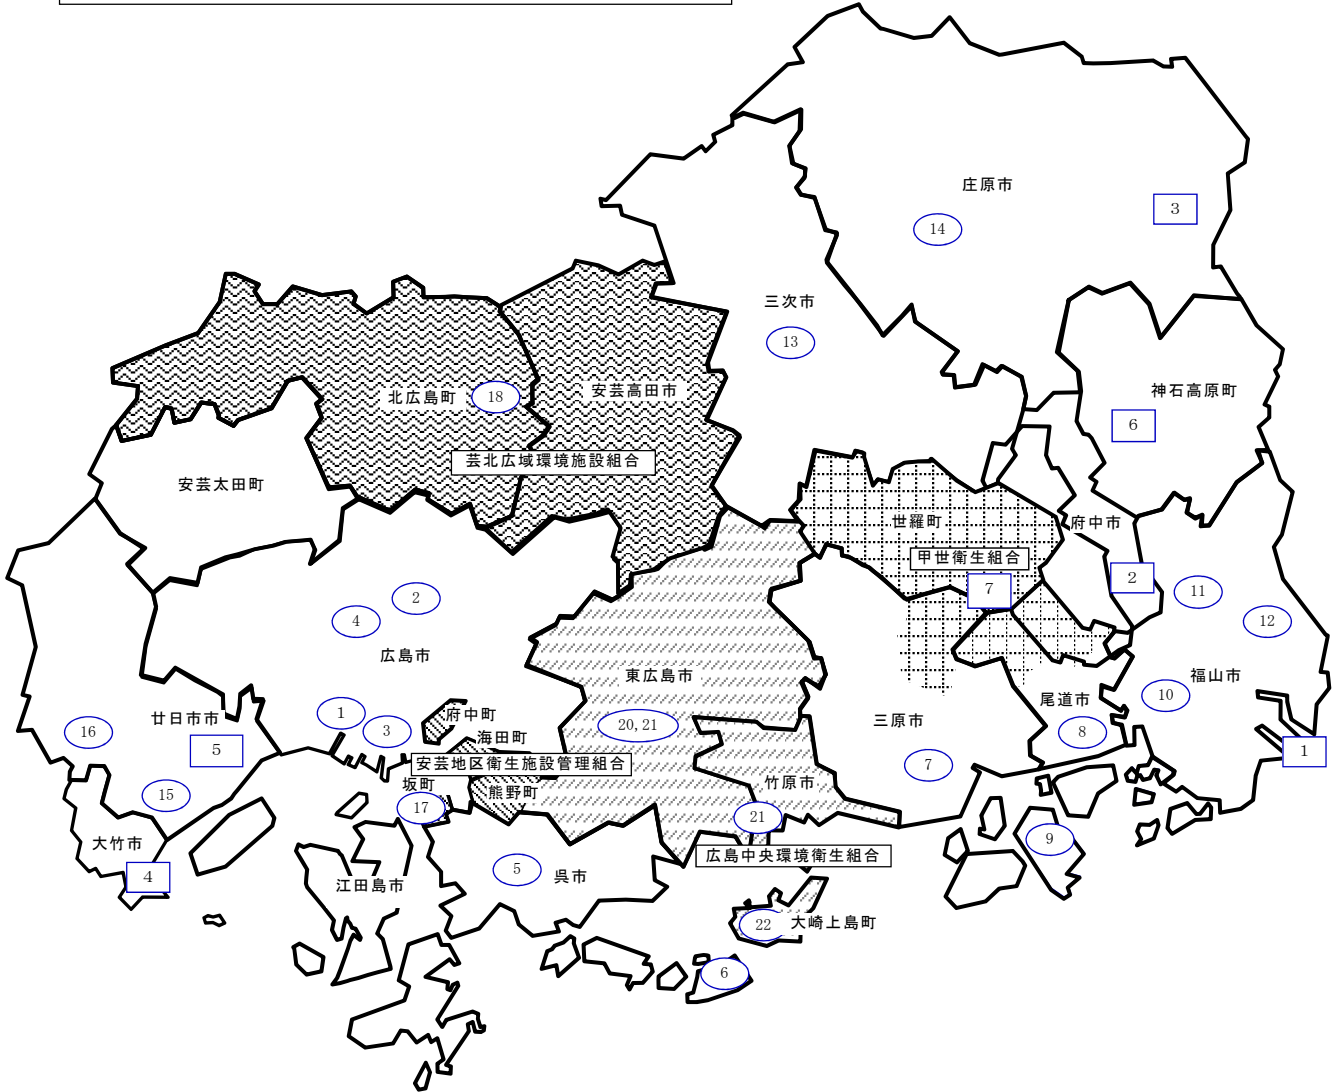 庄原市
3
14
三次市
13
神石高原町
6
北広島町
18
安芸高田市
芸北広域環境施設組合
安芸太田町
世羅町
府中市
甲世衛生組合
7
2
11
12
2
4
広島市
東広島市
福山市
10
尾道市
8
三原市
7
1
1
3
府中町
海田町
20,21
廿日市市
16
5
安芸地区衛生施設管理組合
坂町
熊野町
竹原市
15
17
21
9
大竹市
4
広島中央環境衛生組合
5
呉市
江田島市
22
大崎上島町
6